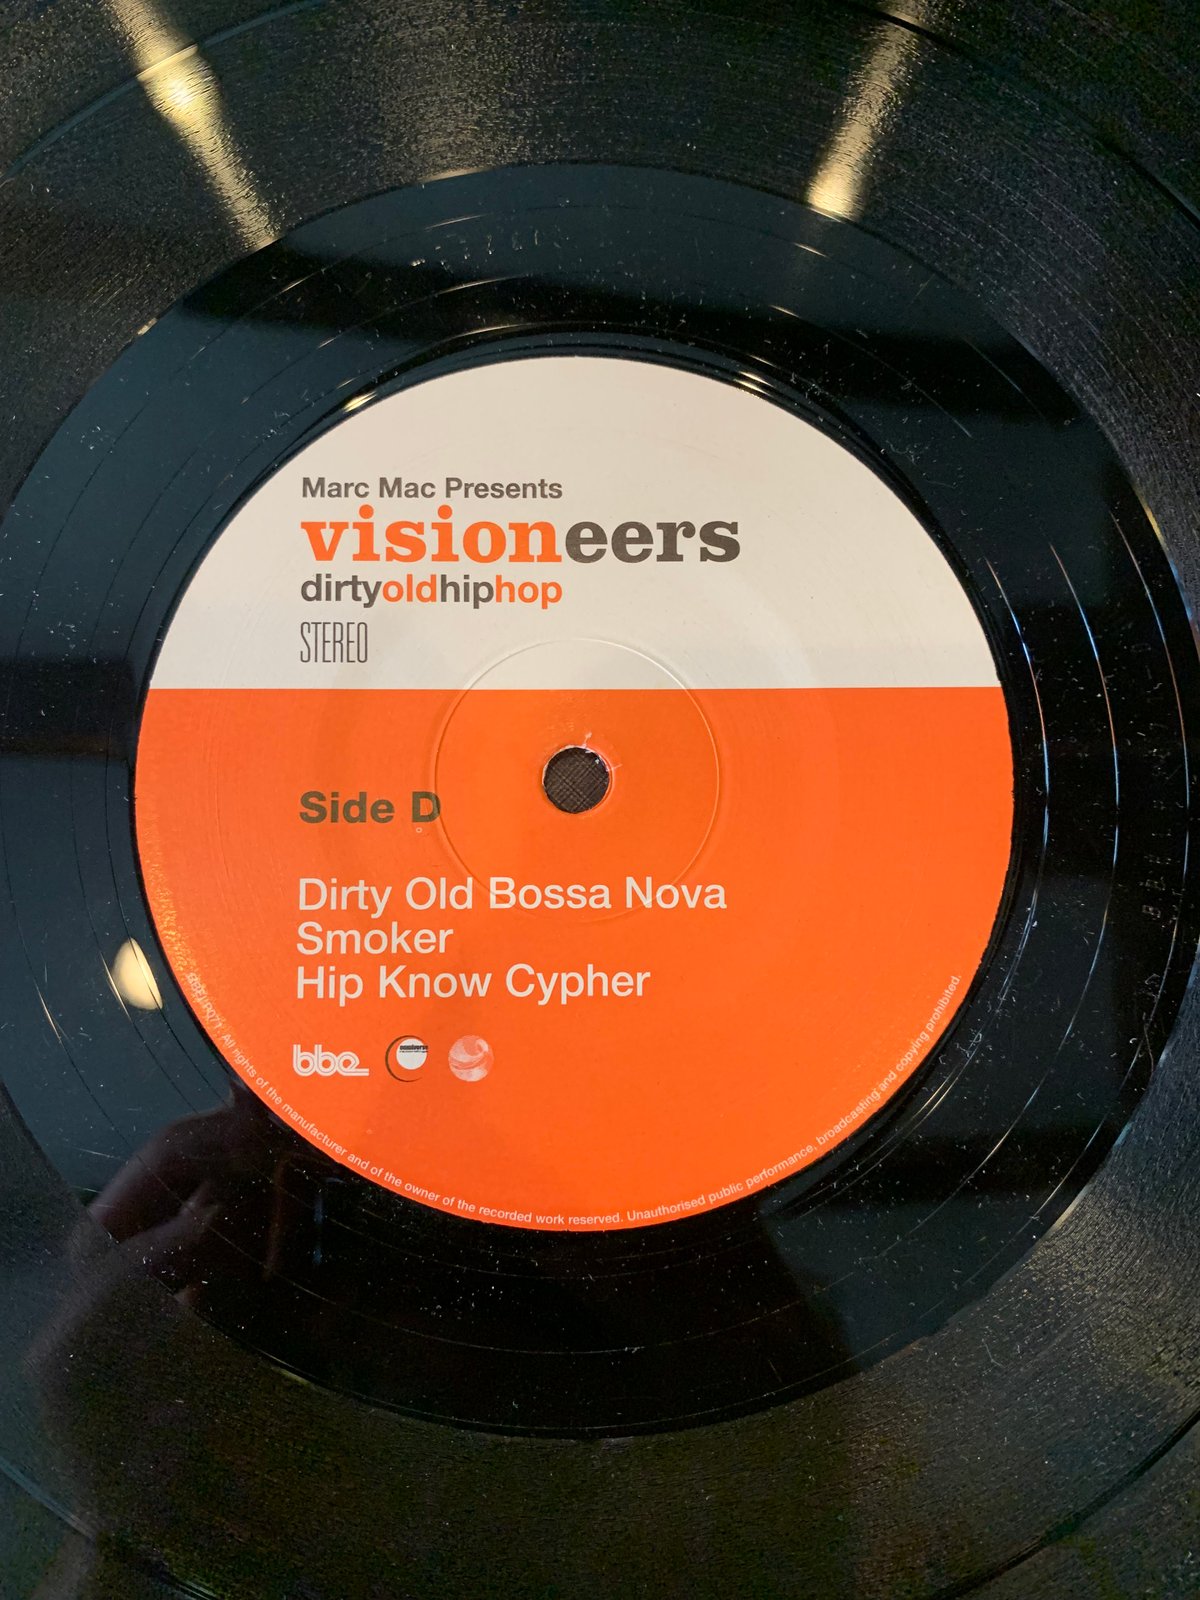 Marc Mac Presents
visioneers
dirtyoldhiphop
STEREO
Side D
Dirty Old Bossa Nova
Smoker
Hip Know Cypher
bbe
All rights of the manufacturer and of the owner of the recorded work reserved. Unauthorised public performance, broadcasting and copying prohibited.